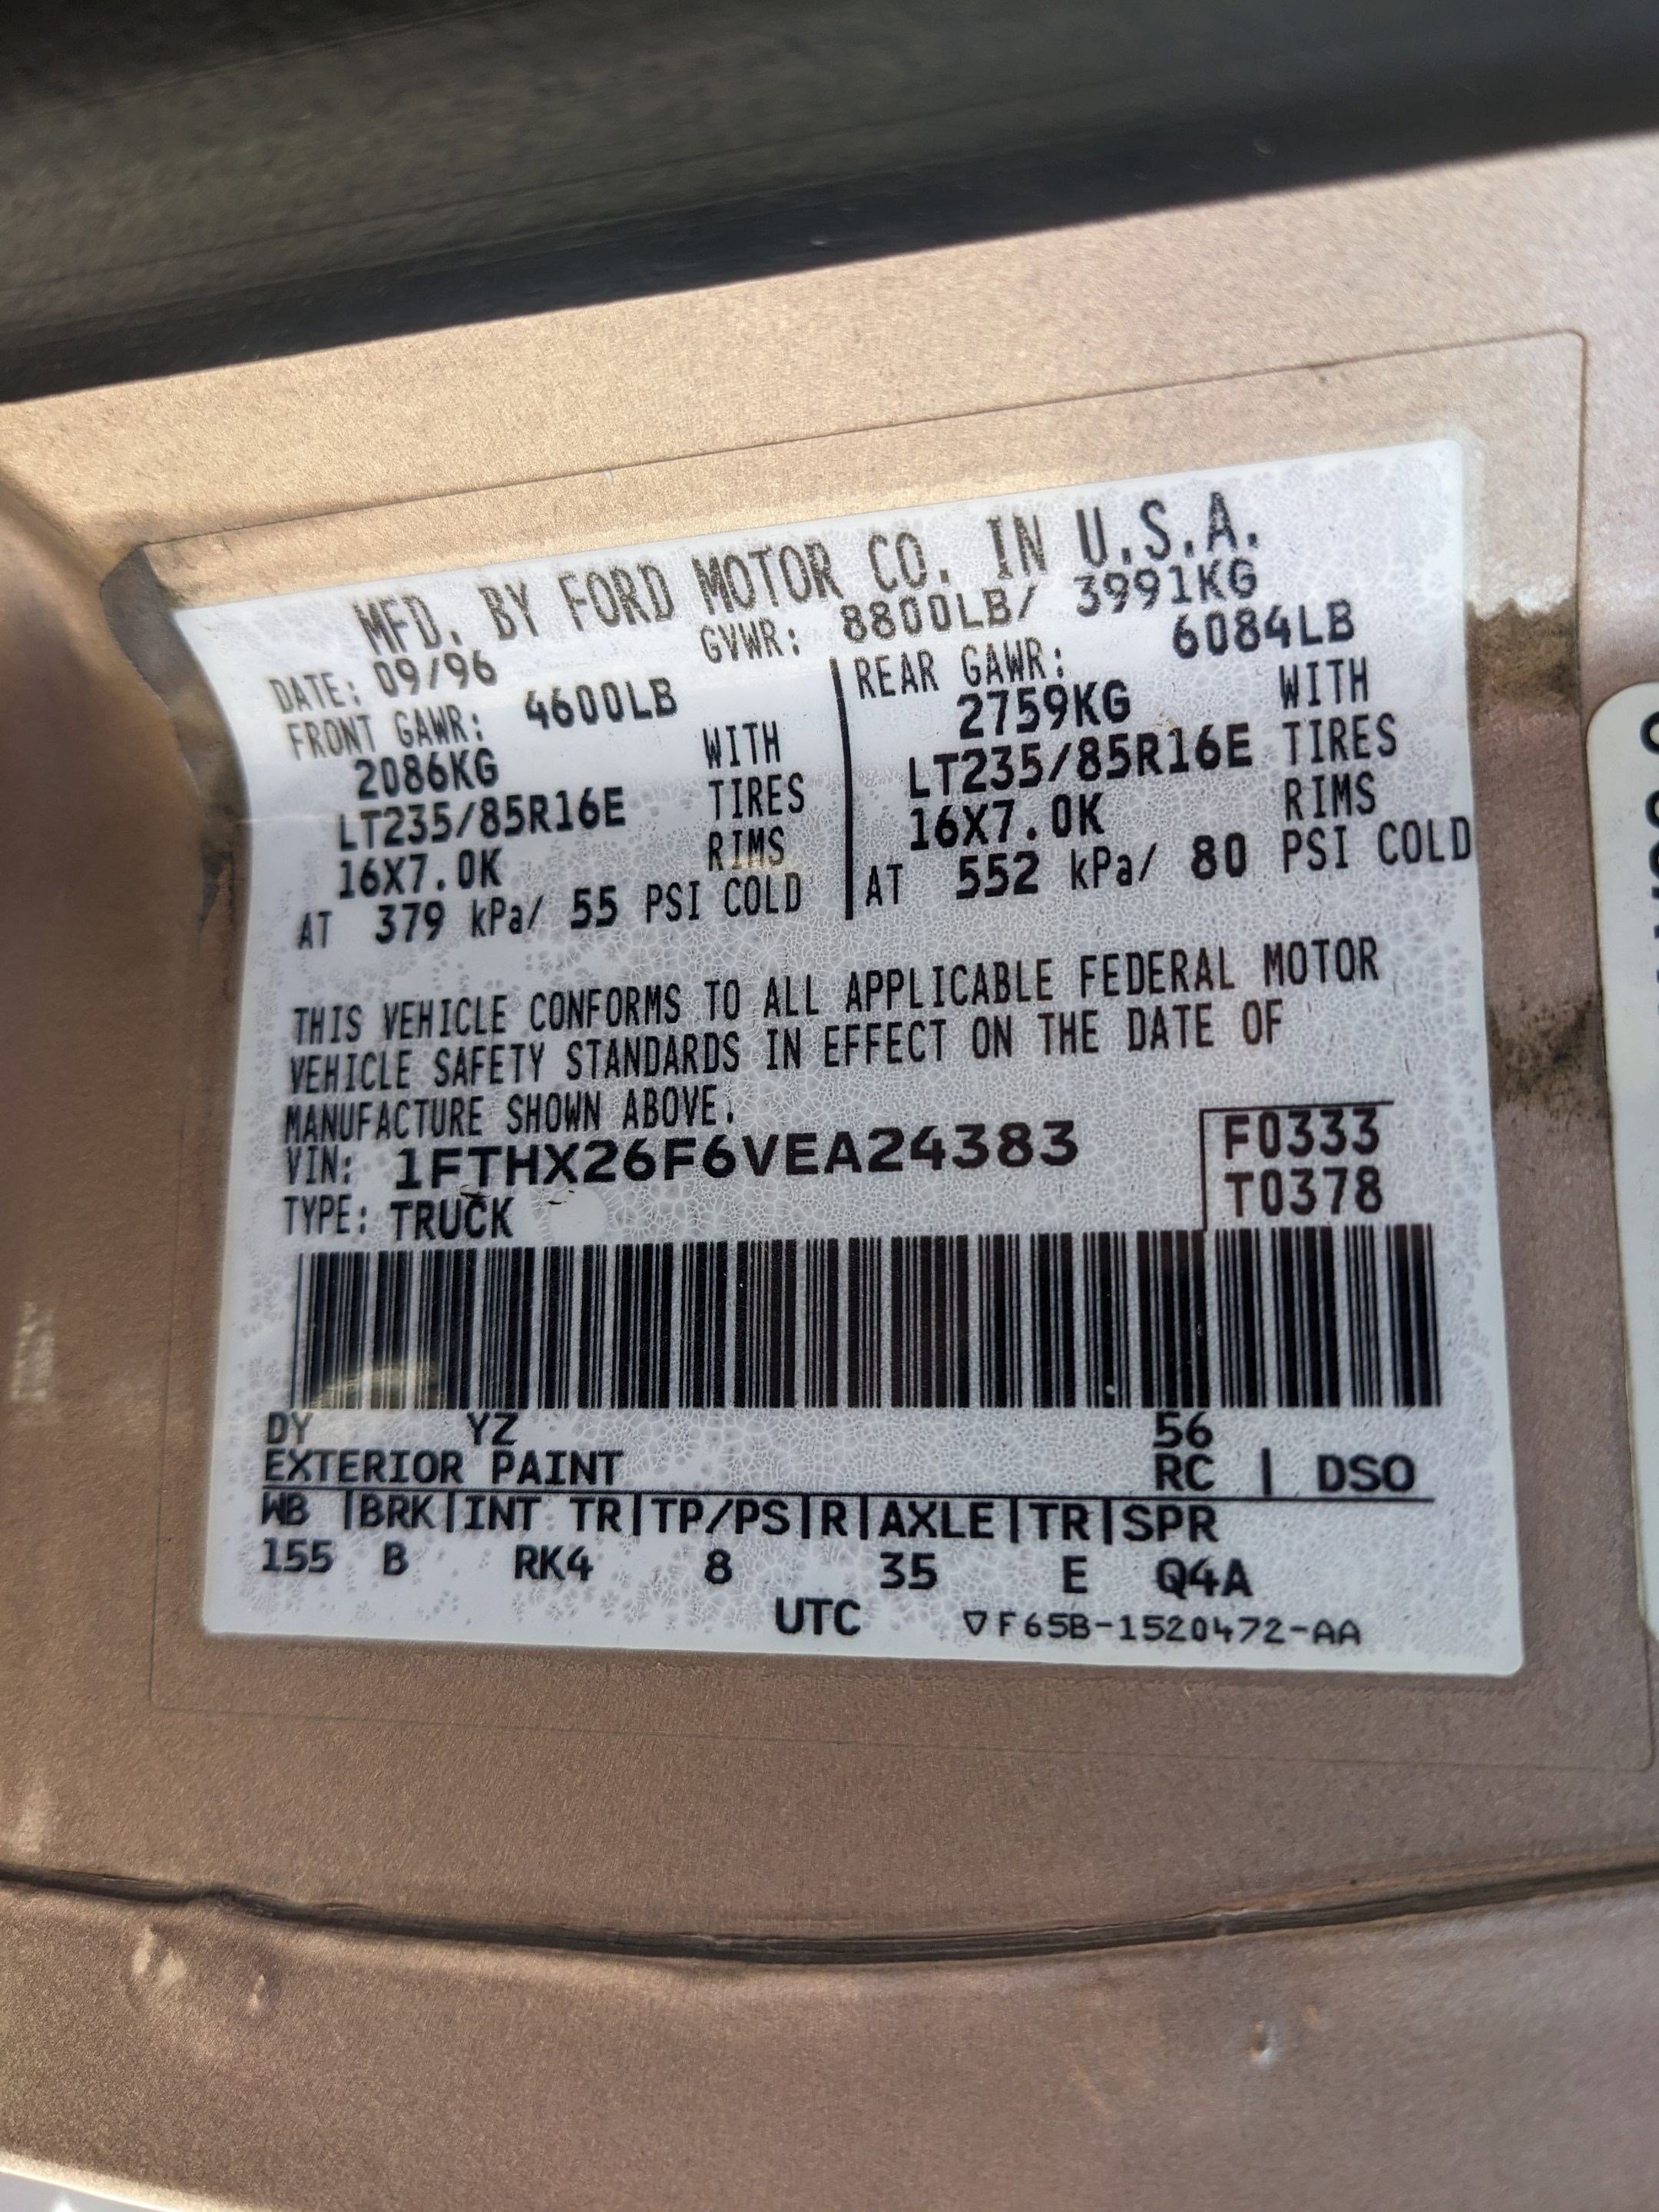 MFD. BY FORD MOTOR CO. IN U.S.A.
DATE: 09/96 GVWR: 8800LB/ 3991KG
FRONT GAWR: 4600LB
2086KG WITH
LT235/85R16E TIRES
16X7.0K RIMS
AT 379 kPa/ 55 PSI COLD
REAR GAWR: 6084LB
2759KG WITH
LT235/85R16E TIRES
16X7.0K RIMS
AT 552 kPa/ 80 PSI COLD
THIS VEHICLE CONFORMS TO ALL APPLICABLE FEDERAL MOTOR
VEHICLE SAFETY STANDARDS IN EFFECT ON THE DATE OF
MANUFACTURE SHOWN ABOVE.
VIN: 1FTHX26F6VEA24383 F0333
TYPE: TRUCK T0378
DY YZ 56
EXTERIOR PAINT RC | DSO
WB |BRK|INT TR|TP/PS|R|AXLE|TR|SPR
155 B RK4 8 35 E Q4A
UTC ▽F65B-1520472-AA